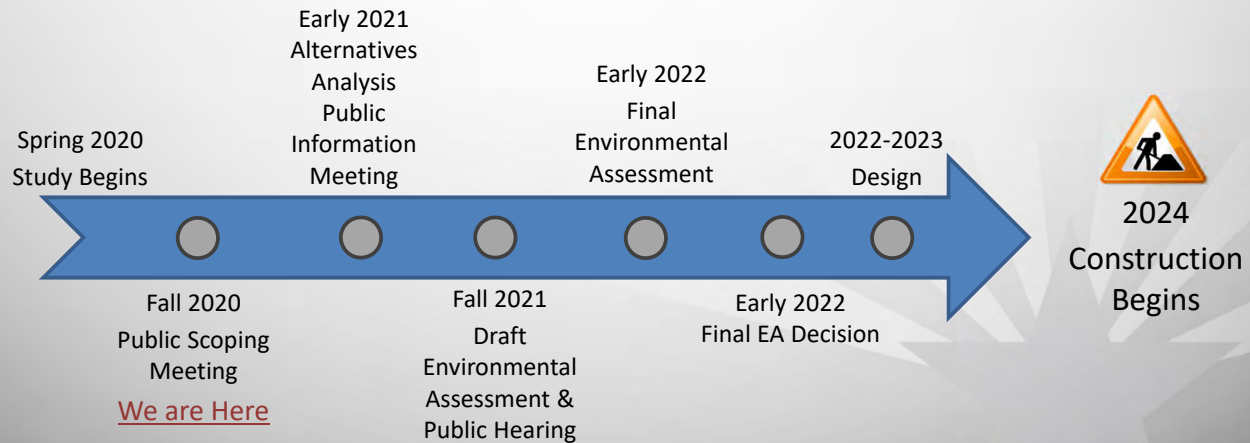 Spring 2020
Study Begins
Fall 2020
Public Scoping
Meeting
We are Here
Early 2021
Alternatives
Analysis
Public
Information
Meeting
Fall 2021
Draft
Environmental
Assessment &
Public Hearing
Early 2022
Final
Environmental
Assessment
Early 2022
Final EA Decision
2022-2023
Design
2024
Construction
Begins